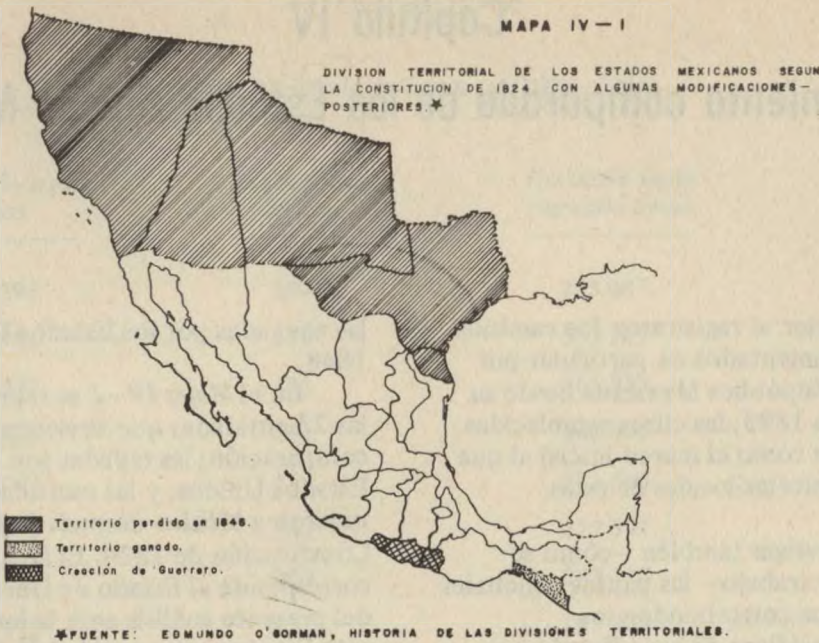 MAPA IV — I
DIVISION TERRITORIAL DE LOS ESTADOS MEXICANOS SEGUN
LA CONSTITUCION DE 1824 CON ALGUNAS MODIFICACIONES—
POSTERIORES.★
Territorio perdido en 1848.
Territorio ganado.
Creación d'Guerrero.
★FUENTE: EDMUNDO O'GORMAN, HISTORIA DE LAS DIVISIONES TERRITORIALES.